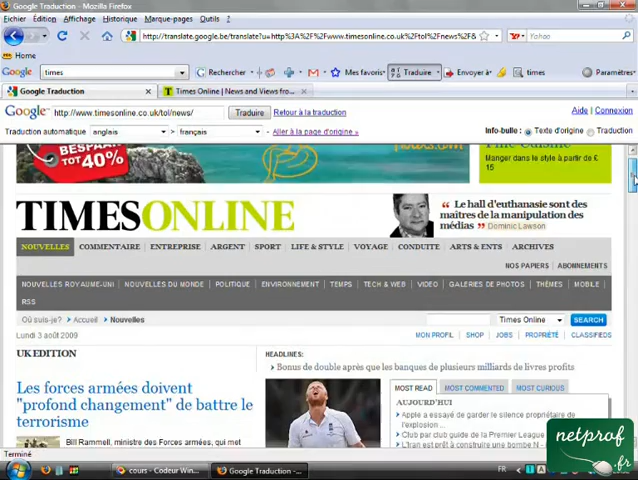 Google Traduction - Mozilla Firefox
Fichier Édition Affichage Historique Marque-pages Outils ?
http://translate.google.be/translate?u=http%3A%2F%2Fwww.timesonline.co.uk%2Ftol%2Fnews%2F&
Yahoo
Home
Google
times
Rechercher
Mes favoris
Traduire
Envoyer à
times
Paramètres
Google Traduction
Times Online | News and Views fro...
Google
http://www.timesonline.co.uk/tol/news/
Traduire
Retour à la traduction
Aide | Connexion
Traduction automatique
anglais
français
Aller à la page d'origine »
Info-bulle :
Texte d'origine
Traduction
BESPAAR
TOT 40%
Manger dans le style à partir de £
15
TIMESONLINE
Le hall d'euthanasie sont des
maîtres de la manipulation des
médias
Dominic Lawson
NOUVELLES COMMENTAIRE ENTREPRISE ARGENT SPORT LIFE & STYLE VOYAGE CONDUITE ARTS & ENTS ARCHIVES
NOS PAPIERS ABONNEMENTS
NOUVELLES ROYAUME-UNI NOUVELLES DU MONDE POLITIQUE ENVIRONNEMENT TEMPS TECH & WEB VIDEO GALERIES DE PHOTOS THÈMES MOBILE
RSS
Où suis-je? Accueil Nouvelles
Times Online
SEARCH
Lundi 3 août 2009
MON PROFIL SHOP JOBS PROPRIÉTÉ CLASSIFIEDS
UK EDITION
HEADLINES:
Bonus de double après que les banques de plusieurs milliards de livres profits
Les forces armées doivent
"profond changement" de battre le
terrorisme
Bill Rammell, ministre des Forces armées, qui met
MOST READ
MOST COMMENTED
MOST CURIOUS
AUJOURD'HUI
Apple a essayé de garder le silence propriétaire de
l'explosion ..
Club par club guide de la Premier League
L'Iran est prêt à construire une bombe N -
Terminé
cours - Codeur Win...
Google Traduction -...
FR
netprof
.fr